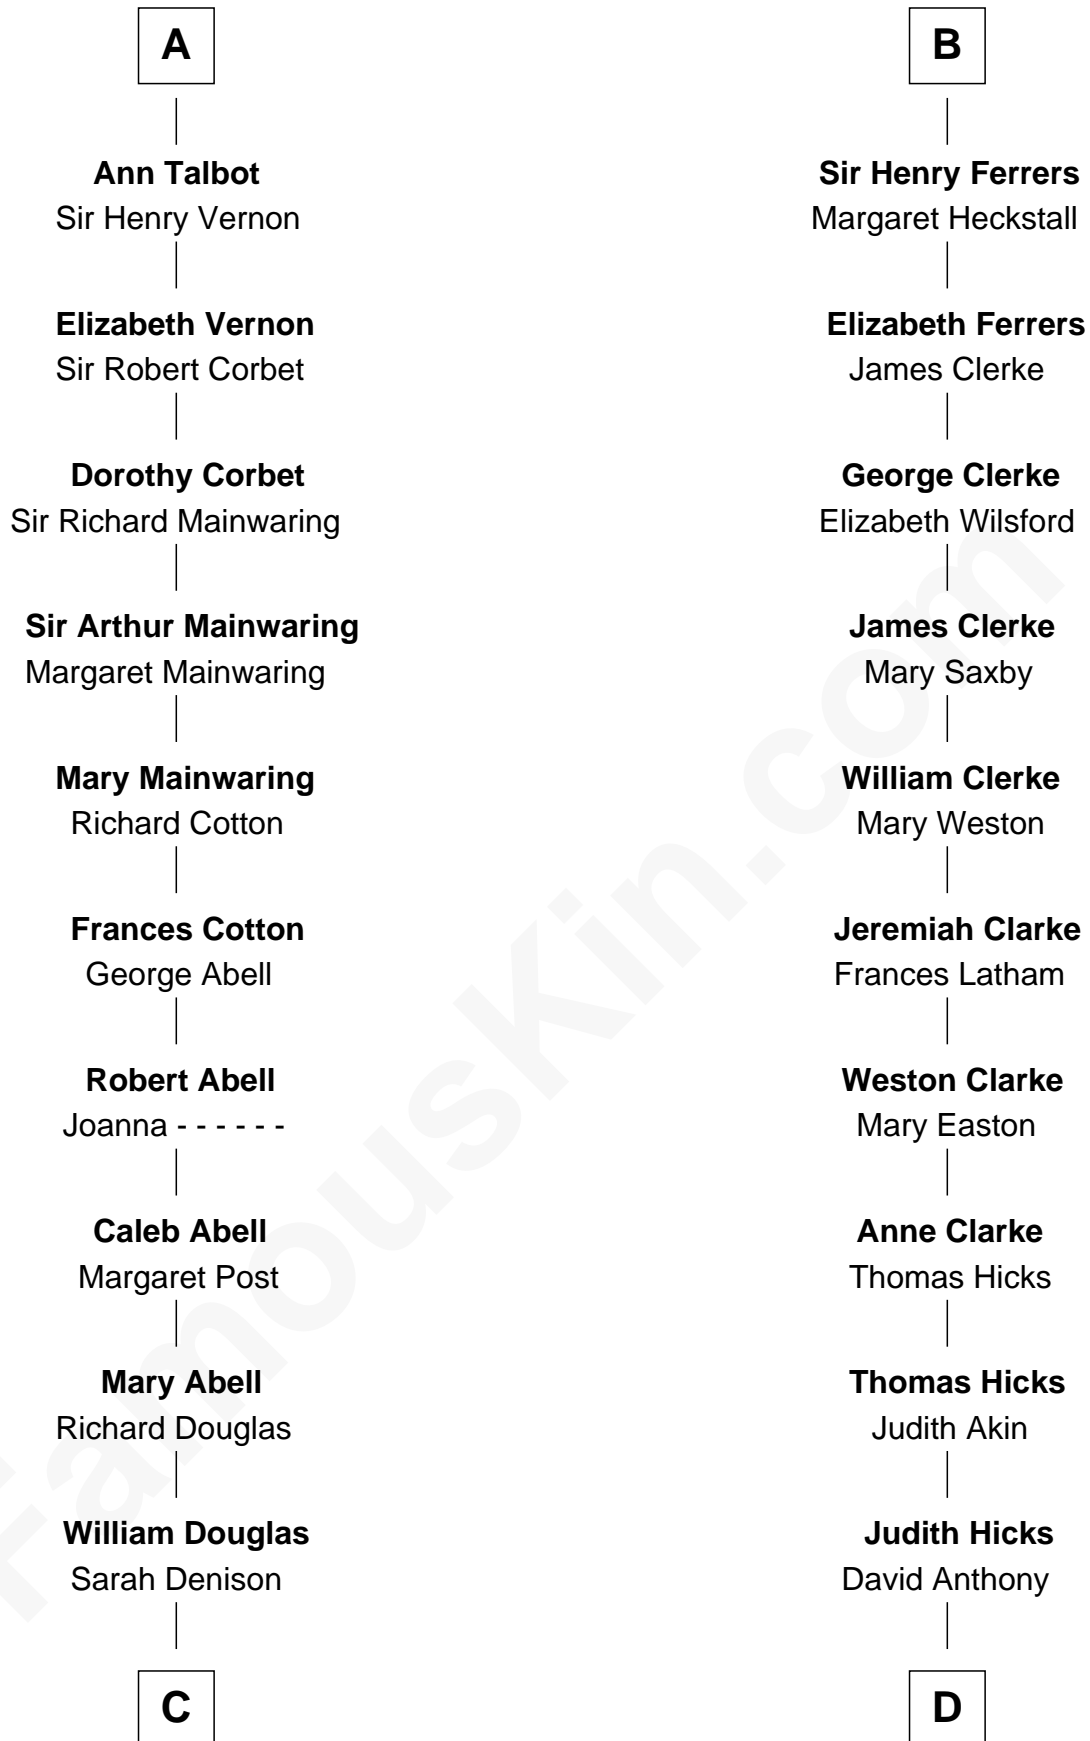 A
Ann Talbot
Sir Henry Vernon
Elizabeth Vernon
Sir Robert Corbet
Dorothy Corbet
Sir Richard Mainwaring
Sir Arthur Mainwaring
Margaret Mainwaring
Mary Mainwaring
Richard Cotton
Frances Cotton
George Abell
Robert Abell
Joanna - - - - - -
Caleb Abell
Margaret Post
Mary Abell
Richard Douglas
William Douglas
Sarah Denison
C
B
Sir Henry Ferrers
Margaret Heckstall
Elizabeth Ferrers
James Clerke
George Clerke
Elizabeth Wilsford
James Clerke
Mary Saxby
William Clerke
Mary Weston
Jeremiah Clarke
Frances Latham
Weston Clarke
Mary Easton
Anne Clarke
Thomas Hicks
Thomas Hicks
Judith Akin
Judith Hicks
David Anthony
D
FamousKin.com